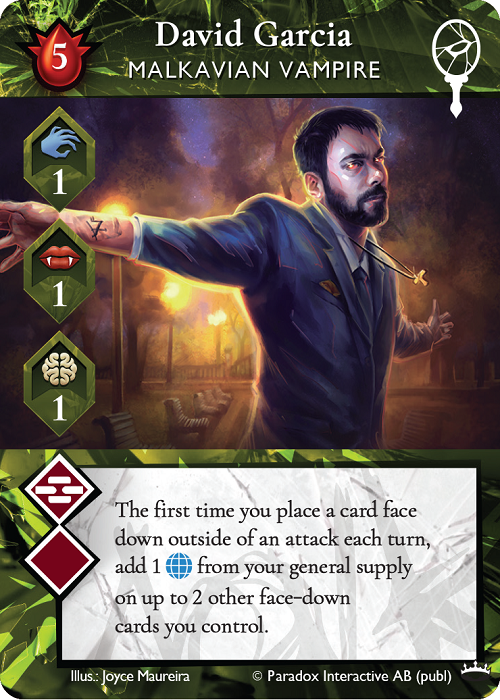 5
David Garcia
MALKAVIAN VAMPIRE
1
1
1
The first time you place a card face
down outside of an attack each turn,
add 1 from your general supply
on up to 2 other face-down
cards you control.
Illus.: Joyce Maureira © Paradox Interactive AB (publ)